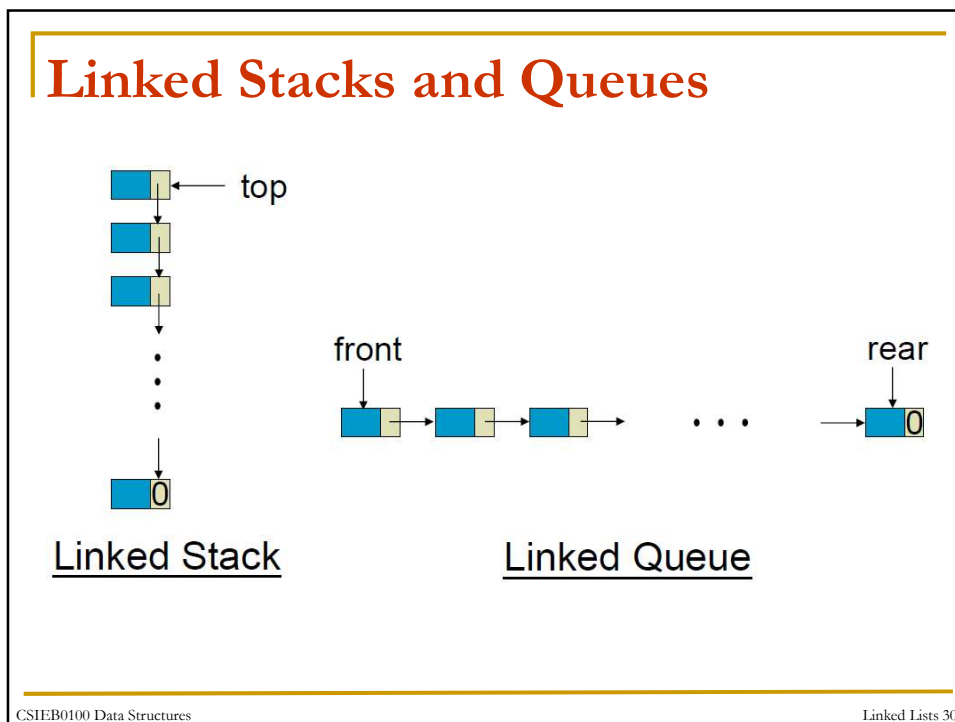 Linked Stacks and Queues
top
front
rear
0
0
Linked Stack
Linked Queue
CSIEB0100 Data Structures
Linked Lists 30